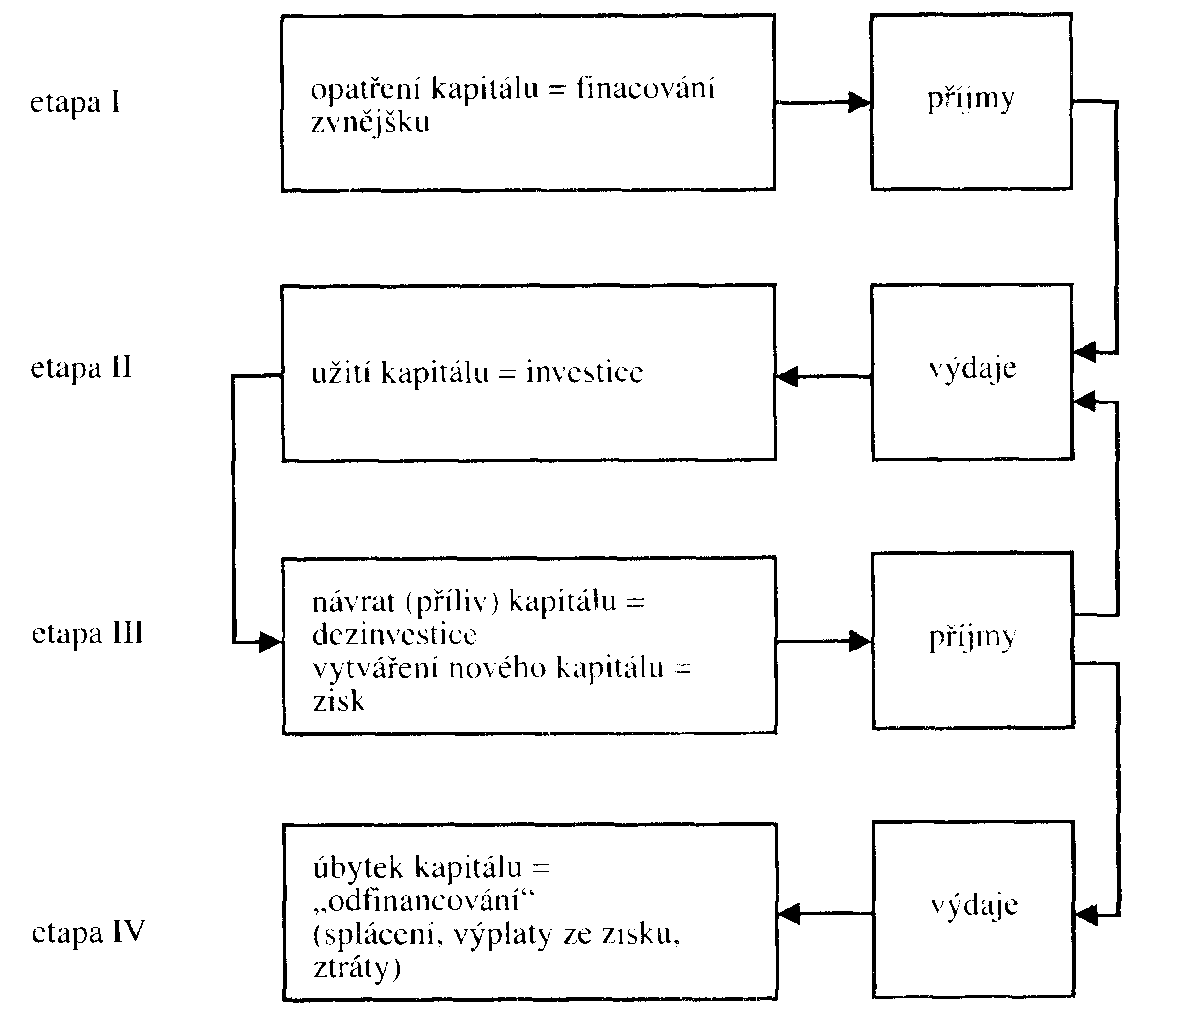 etapa I
opatření kapitálu = finacování
zvnějšku
příjmy
etapa II
užití kapitálu = investice
výdaje
etapa III
návrat (příliv) kapitálu =
dezinvestice
vytváření nového kapitálu =
zisk
příjmy
etapa IV
úbytek kapitálu =
„odfinancování“
(splácení, výplaty ze zisku,
ztráty)
výdaje